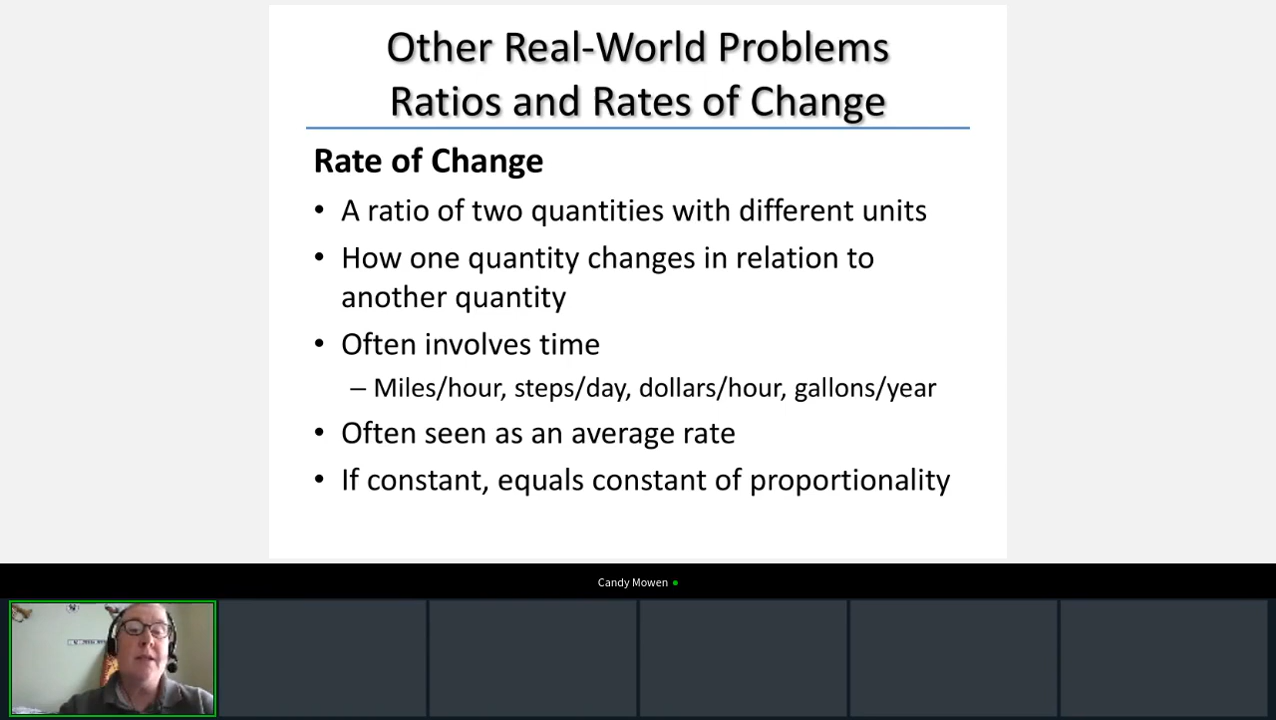 Other Real-World Problems
Ratios and Rates of Change
Rate of Change
• A ratio of two quantities with different units
• How one quantity changes in relation to
another quantity
• Often involves time
– Miles/hour, steps/day, dollars/hour, gallons/year
• Often seen as an average rate
• If constant, equals constant of proportionality
Candy Mowen